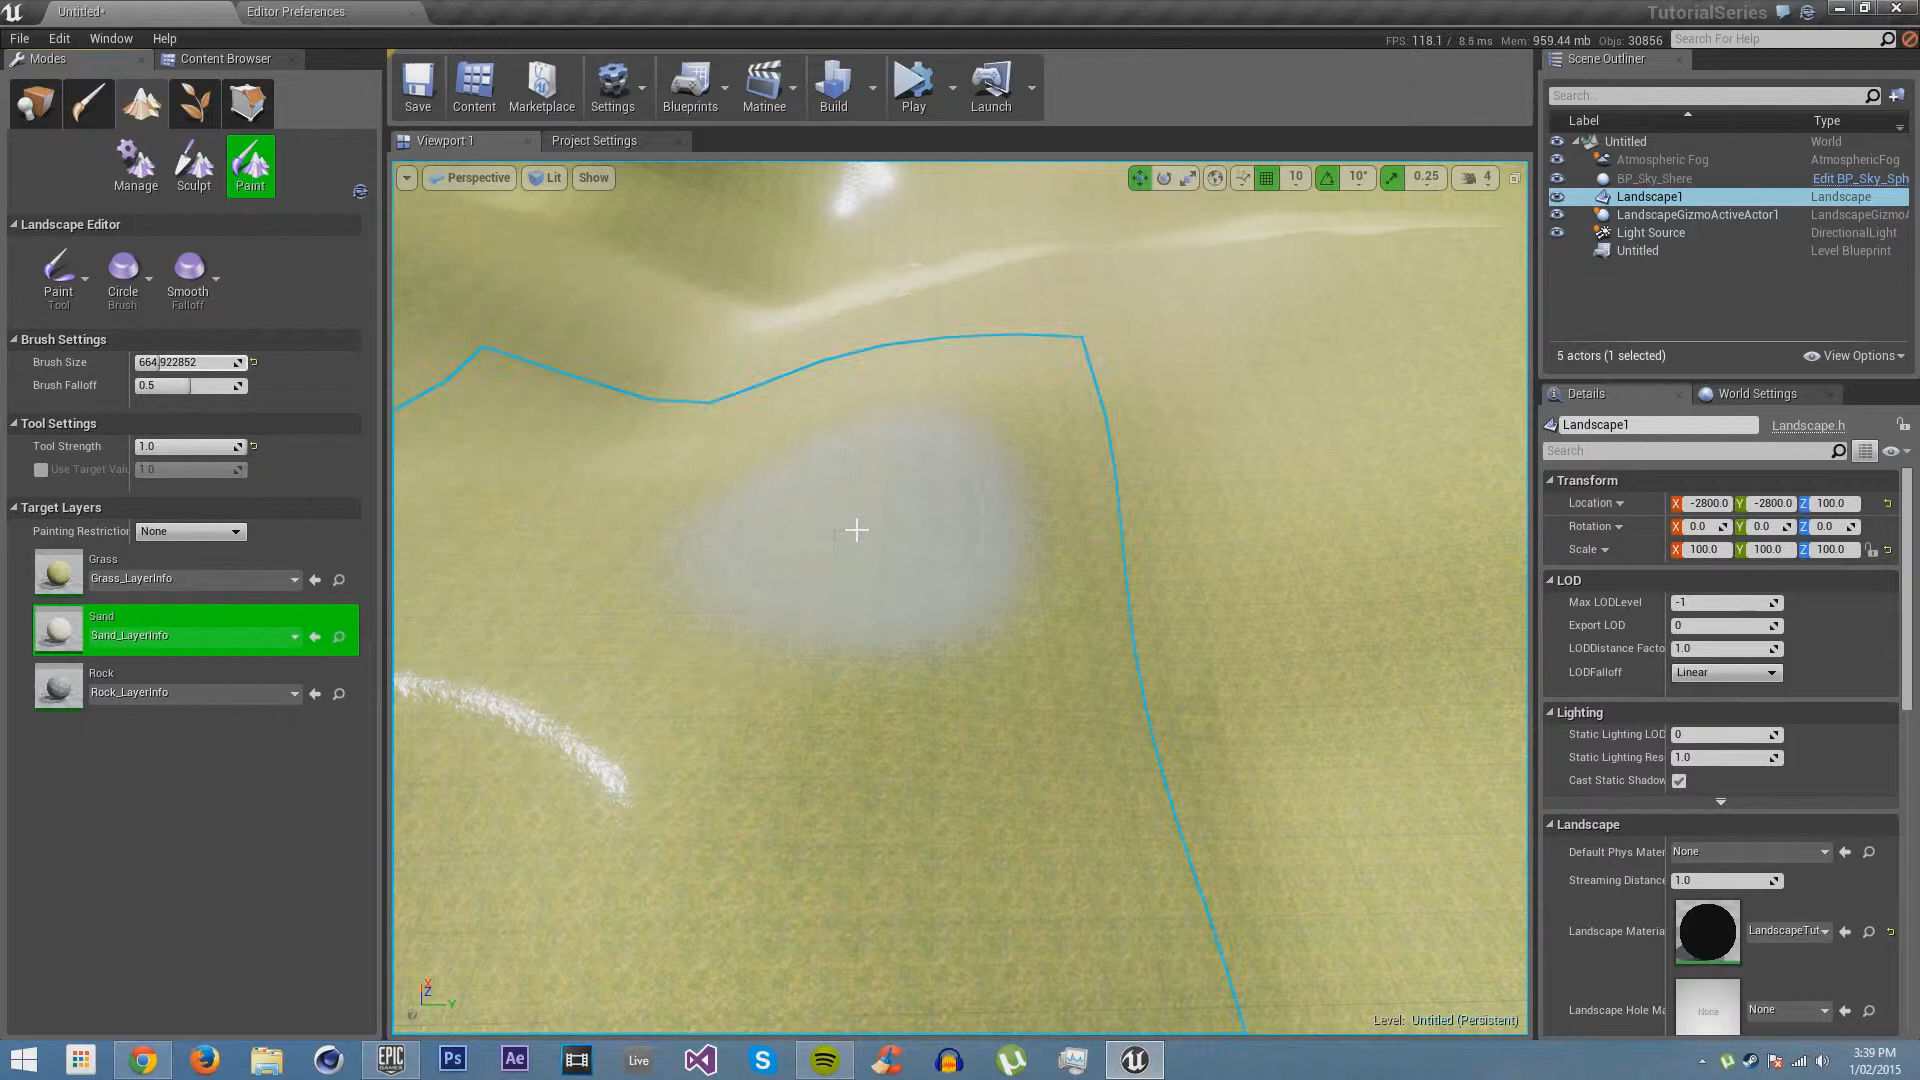 Untitled*
Editor Preferences
TutorialSeries
File Edit Window Help
FPS: 118.1 / 8.5 ms Mem: 959.44 mb Objs: 30856
Search For Help
Modes
Content Browser
Save
Content
Marketplace
Settings
Blueprints
Matinee
Build
Play
Launch
Manage
Sculpt
Paint
Landscape Editor
Paint
Tool
Circle
Brush
Smooth
Falloff
Brush Settings
Brush Size 664.922852
Brush Falloff 0.5
Tool Settings
Tool Strength 1.0
Use Target Valu 1.0
Target Layers
Painting Restriction None
Grass
Grass_LayerInfo
Sand
Sand_LayerInfo
Rock
Rock_LayerInfo
Viewport 1
Project Settings
Perspective
Lit
Show
10
10°
0.25
4
X
Z
Y
Level: Untitled (Persistent)
Scene Outliner
Search...
Label Type
Untitled World
Atmospheric Fog AtmosphericFog
BP_Sky_Shere Edit BP_Sky_Sph
Landscape1 Landscape
LandscapeGizmoActiveActor1 LandscapeGizmoA
Light Source DirectionalLight
Untitled Level Blueprint
5 actors (1 selected)
View Options
Details
World Settings
Landscape1
Landscape.h
Search
Transform
Location X -2800.0 Y -2800.0 Z 100.0
Rotation X 0.0 Y 0.0 Z 0.0
Scale X 100.0 Y 100.0 Z 100.0
LOD
Max LODLevel -1
Export LOD 0
LODDistance Facto 1.0
LODFalloff Linear
Lighting
Static Lighting LOD 0
Static Lighting Res 1.0
Cast Static Shadow
Landscape
Default Phys Mater None
Streaming Distance 1.0
Landscape Materia LandscapeTut
Landscape Hole Ma None
None
EPIC
GAMES
Ps
Ae
Live
3:39 PM
1/02/2015